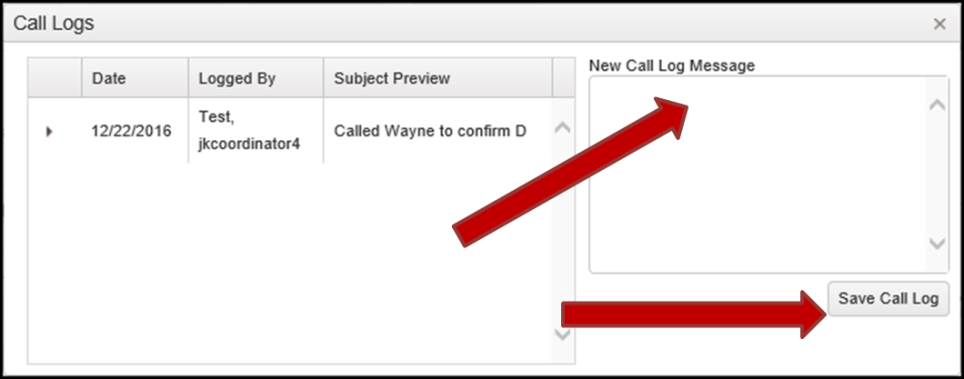 Call Logs
Date Logged By Subject Preview
12/22/2016 Test, jkcoordinator4 Called Wayne to confirm D
New Call Log Message
Save Call Log